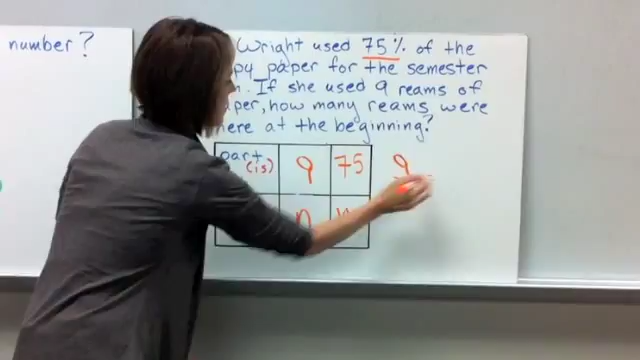 number?
Wright used 75% of the
paper for the semester
If she used 9 reams of
paper, how many reams were
here at the beginning?
part 9 75 9
(is)
n